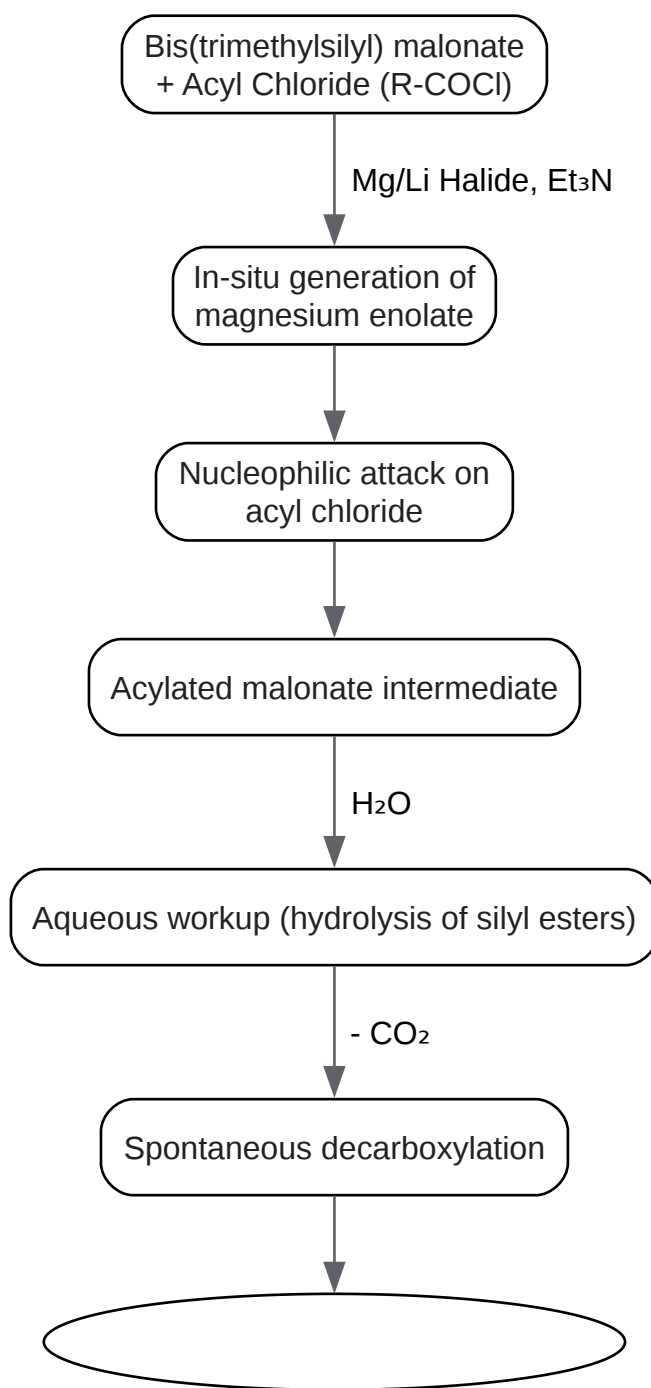 Bis(trimethylsilyl) malonate
+ Acyl Chloride (R-COCl)
Mg/Li Halide, Et₃N
In-situ generation of
magnesium enolate
Nucleophilic attack on
acyl chloride
Acylated malonate intermediate
H₂O
Aqueous workup (hydrolysis of silyl esters)
- CO₂
Spontaneous decarboxylation